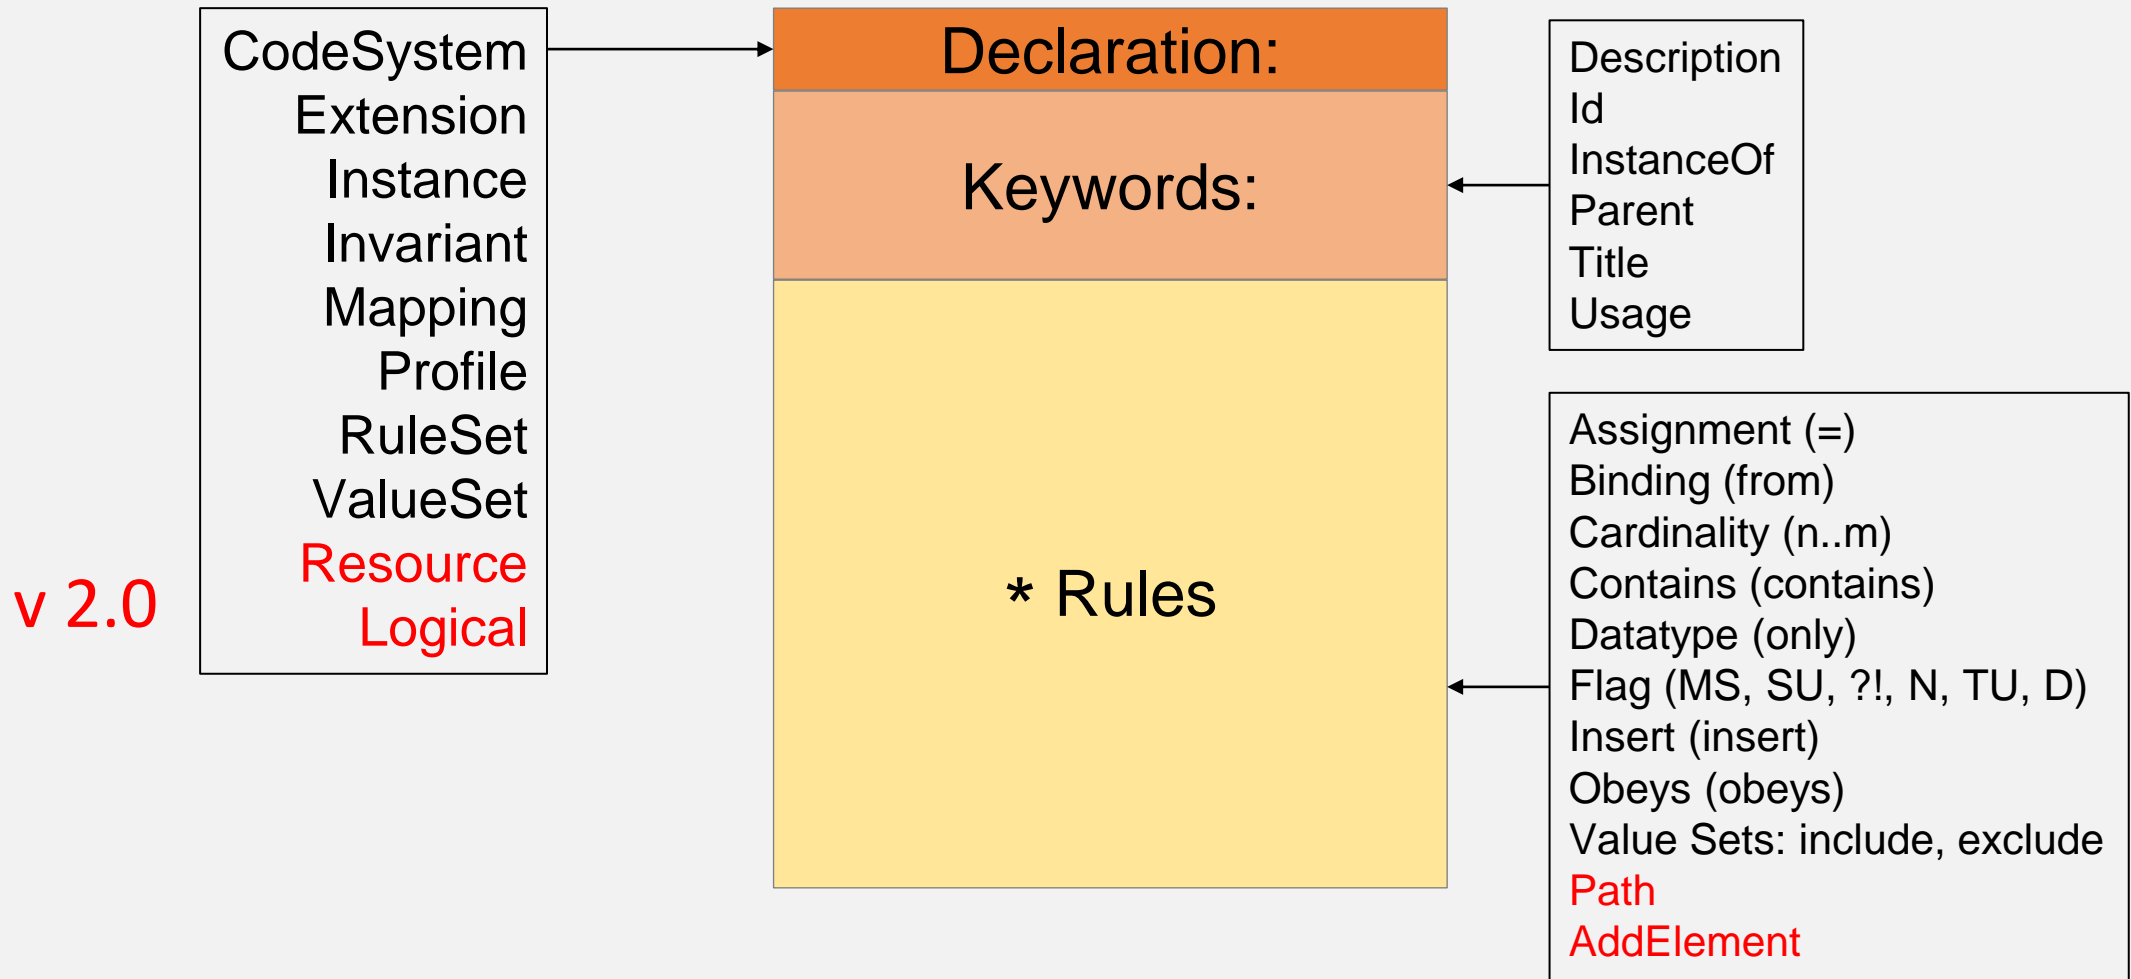 CodeSystem
Extension
Instance
Invariant
Mapping
Profile
RuleSet
ValueSet
Resource
Logical
v 2.0
Declaration:
Keywords:
* Rules
Description
Id
InstanceOf
Parent
Title
Usage
Assignment (=)
Binding (from)
Cardinality (n..m)
Contains (contains)
Datatype (only)
Flag (MS, SU, ?!, N, TU, D)
Insert (insert)
Obeys (obeys)
Value Sets: include, exclude
Path
AddElement